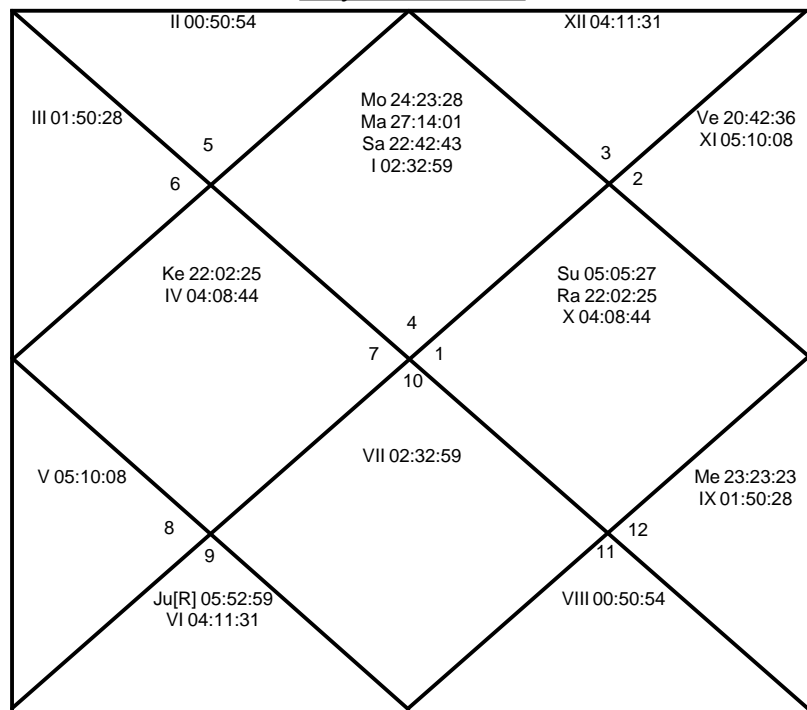 II 00:50:54
XII 04:11:31
Mo 24:23:28
Ma 27:14:01
Sa 22:42:43
I 02:32:59
III 01:50:28
Ve 20:42:36
XI 05:10:08
5
3
6
2
Ke 22:02:25
IV 04:08:44
Su 05:05:27
Ra 22:02:25
X 04:08:44
4
7
1
10
VII 02:32:59
V 05:10:08
Me 23:23:23
IX 01:50:28
8
12
9
11
Ju[R] 05:52:59
VI 04:11:31
VIII 00:50:54